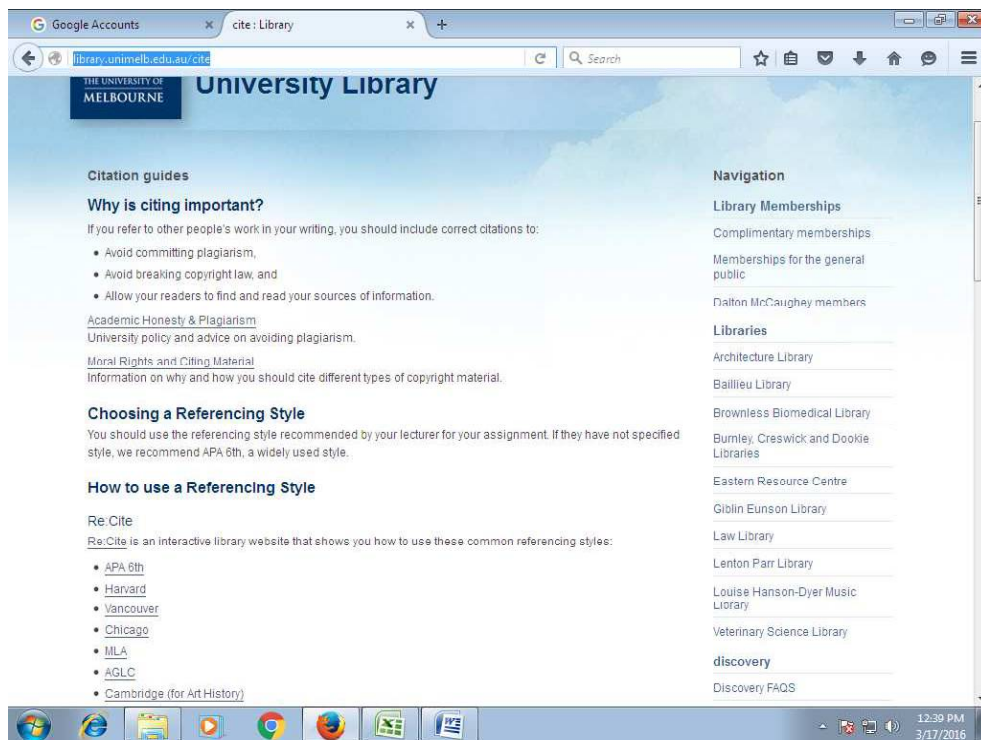 Google Accounts
cite : Library
library.unimelb.edu.au/cite
Search
THE UNIVERSITY OF
MELBOURNE
University Library
Citation guides
Why is citing important?
If you refer to other people's work in your writing, you should include correct citations to:
• Avoid committing plagiarism,
• Avoid breaking copyright law, and
• Allow your readers to find and read your sources of information.
Academic Honesty & Plagiarism
University policy and advice on avoiding plagiarism.
Moral Rights and Citing Material
Information on why and how you should cite different types of copyright material.
Choosing a Referencing Style
You should use the referencing style recommended by your lecturer for your assignment. If they have not specified
style, we recommend APA 6th, a widely used style.
How to use a Referencing Style
Re:Cite
Re:Cite is an interactive library website that shows you how to use these common referencing styles:
• APA 6th
• Harvard
• Vancouver
• Chicago
• MLA
• AGLC
• Cambridge (for Art History)
Navigation
Library Memberships
Complimentary memberships
Memberships for the general
public
Dalton McCaughey members
Libraries
Architecture Library
Baillieu Library
Brownless Biomedical Library
Burnley, Creswick and Dookie
Libraries
Eastern Resource Centre
Giblin Eunson Library
Law Library
Lenton Parr Library
Louise Hanson-Dyer Music
Library
Veterinary Science Library
discovery
Discovery FAQS
12:39 PM
3/17/2016